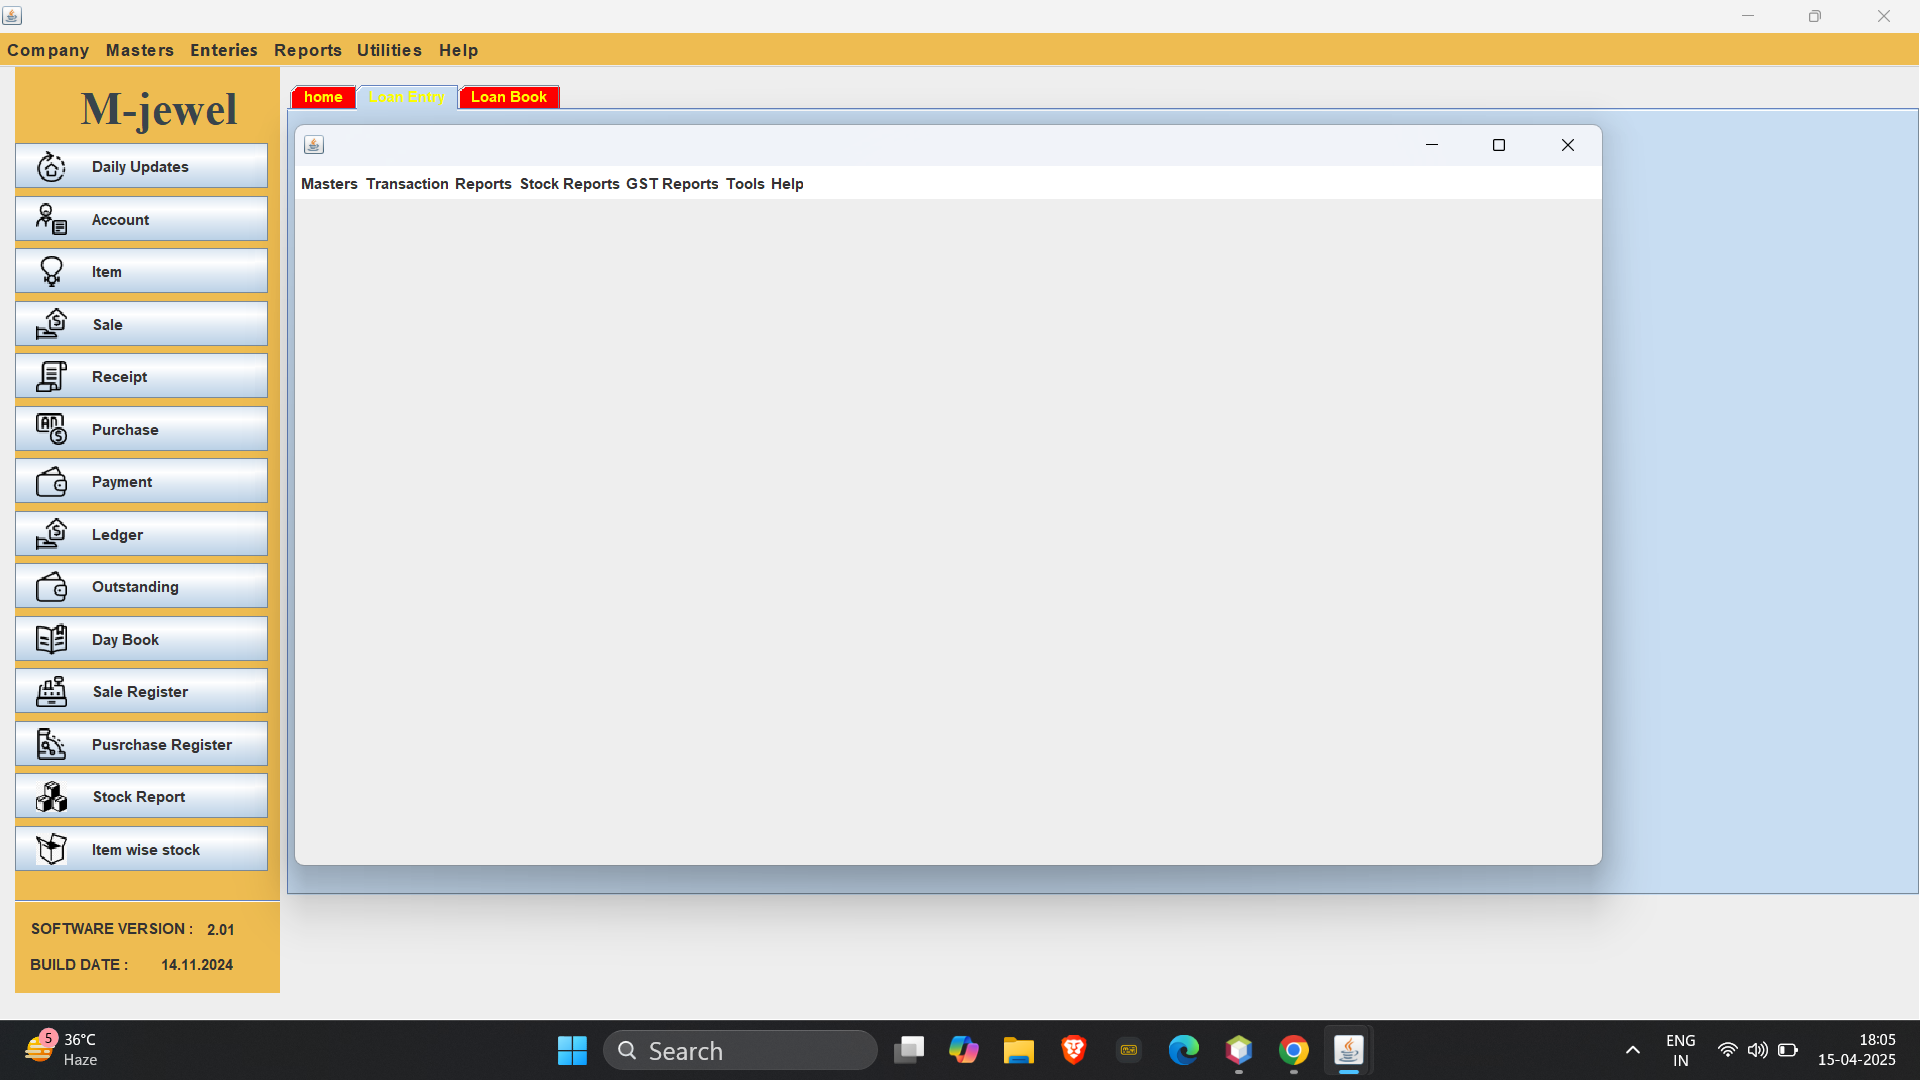 Company Masters Enteries Reports Utilities Help
M-jewel
home Loan Entry Loan Book
Masters Transaction Reports Stock Reports GST Reports Tools Help
Daily Updates
Account
Item
Sale
Receipt
Purchase
Payment
Ledger
Outstanding
Day Book
Sale Register
Pusrchase Register
Stock Report
Item wise stock
SOFTWARE VERSION : 2.01
BUILD DATE : 14.11.2024
5
36°C
Haze
Search
ENG
IN
18:05
15-04-2025